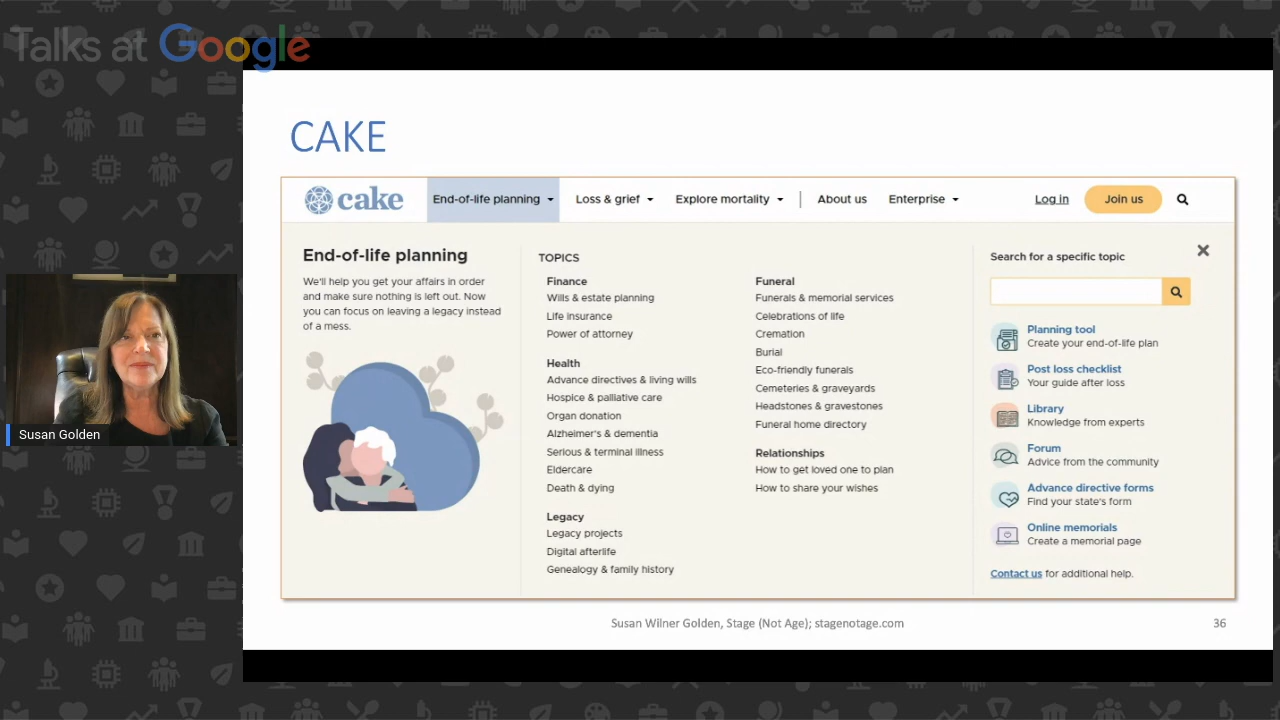 Talks at Google
CAKE
cake
End-of-life planning
Loss & grief
Explore mortality
About us
Enterprise
Log in
Join us
End-of-life planning
We'll help you get your affairs in order
and make sure nothing is left out. Now
you can focus on leaving a legacy instead
of a mess.
TOPICS
Finance
Wills & estate planning
Life insurance
Power of attorney
Health
Advance directives & living wills
Hospice & palliative care
Organ donation
Alzheimer's & dementia
Serious & terminal illness
Eldercare
Death & dying
Legacy
Legacy projects
Digital afterlife
Genealogy & family history
Funeral
Funerals & memorial services
Celebrations of life
Cremation
Burial
Eco-friendly funerals
Cemeteries & graveyards
Headstones & gravestones
Funeral home directory
Relationships
How to get loved one to plan
How to share your wishes
Search for a specific topic
Planning tool
Create your end-of-life plan
Post loss checklist
Your guide after loss
Library
Knowledge from experts
Forum
Advice from the community
Advance directive forms
Find your state's form
Online memorials
Create a memorial page
Contact us for additional help.
Susan Golden
Susan Wilner Golden, Stage (Not Age); stagenotage.com
36